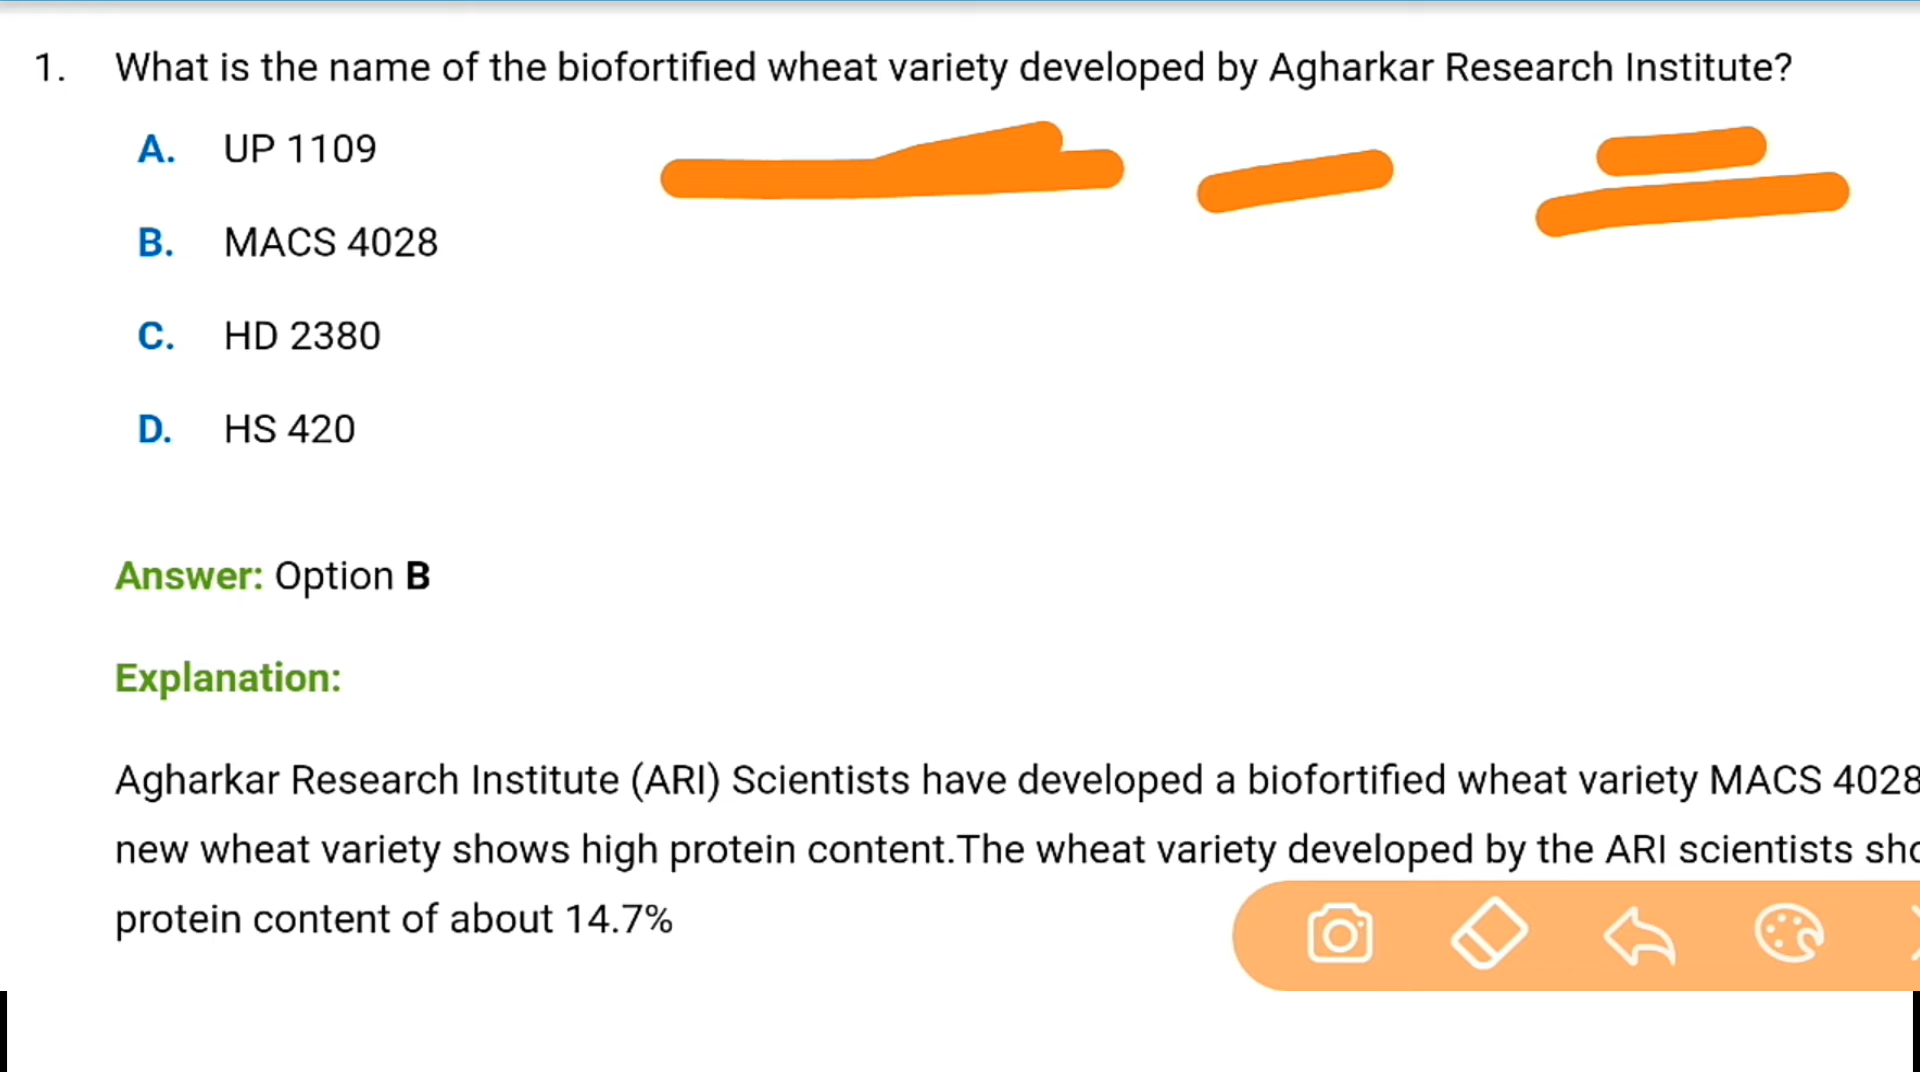 1. What is the name of the biofortified wheat variety developed by Agharkar Research Institute?
A. UP 1109
B. MACS 4028
C. HD 2380
D. HS 420
Answer: Option B
Explanation:
Agharkar Research Institute (ARI) Scientists have developed a biofortified wheat variety MACS 4028
new wheat variety shows high protein content.The wheat variety developed by the ARI scientists
protein content of about 14.7%